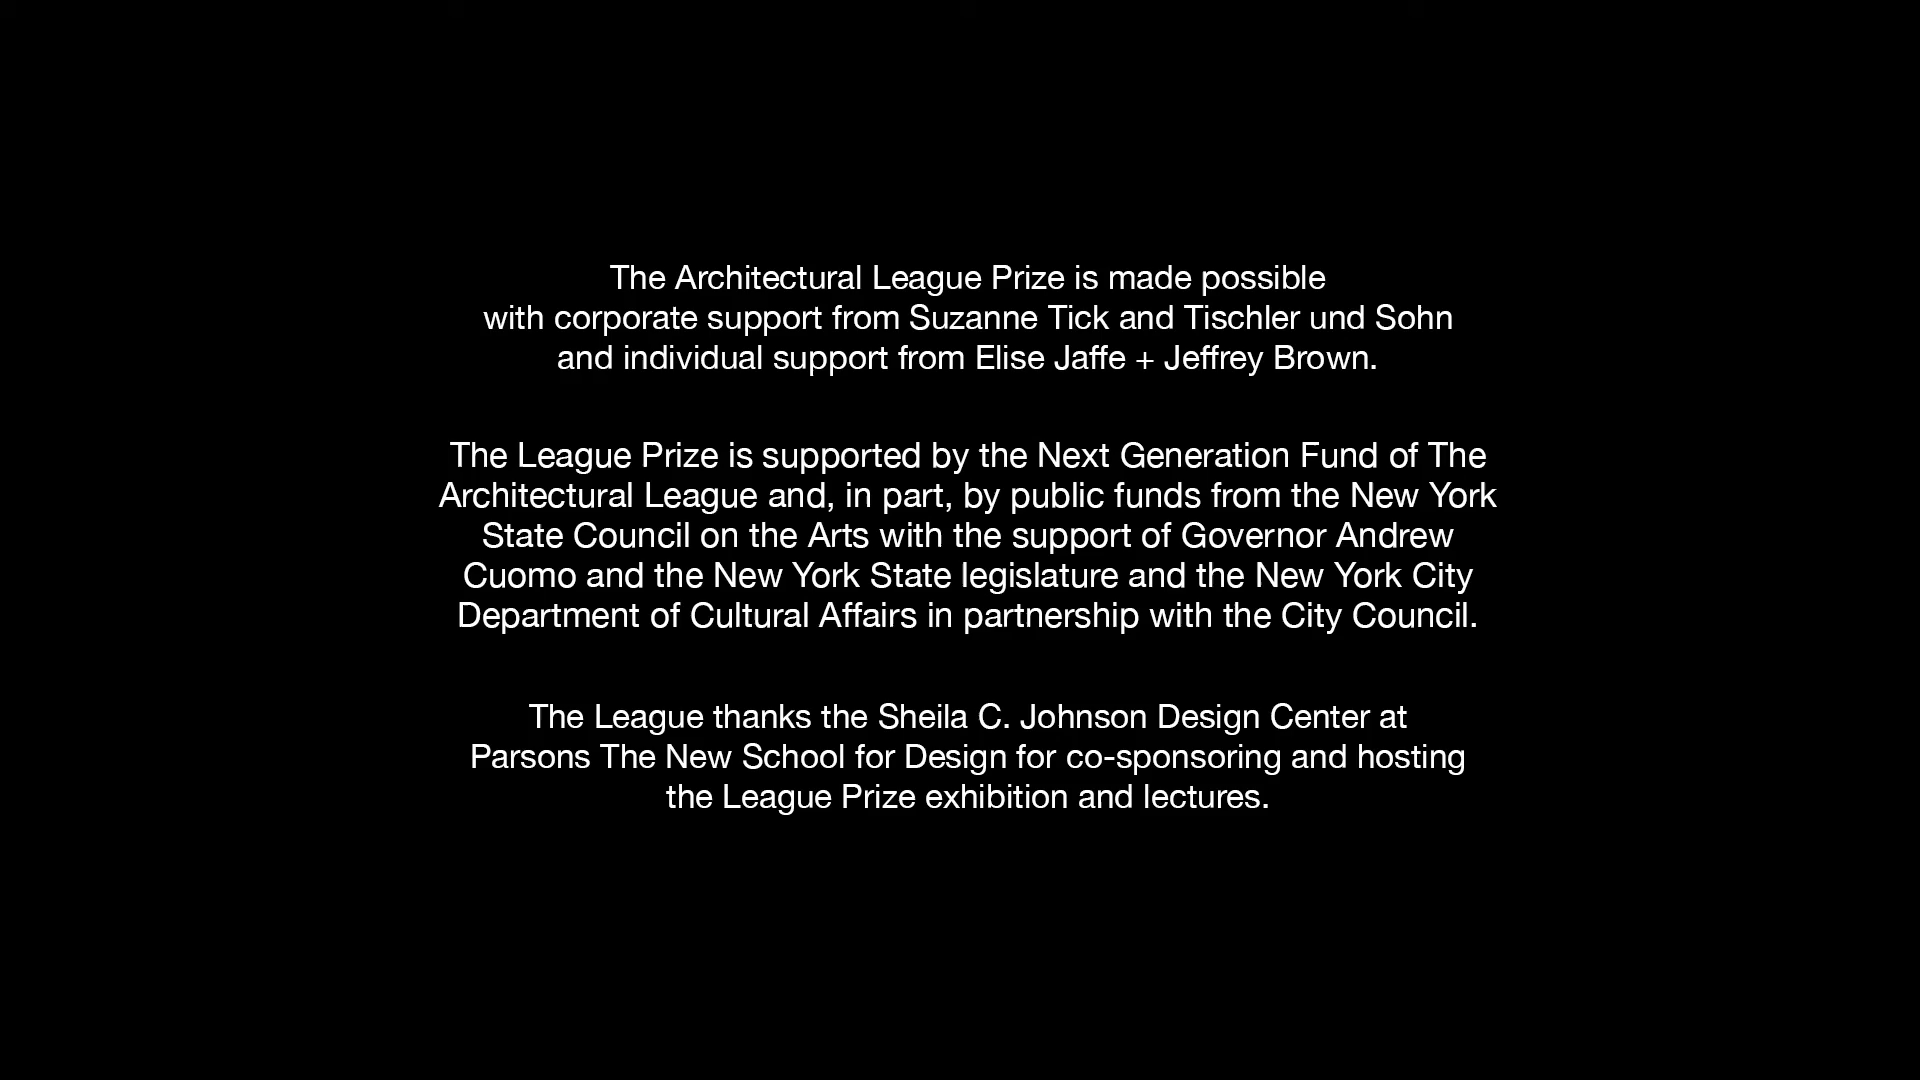 The Architectural League Prize is made possible
with corporate support from Suzanne Tick and Tischler und Sohn
and individual support from Elise Jaffe + Jeffrey Brown.
The League Prize is supported by the Next Generation Fund of The
Architectural League and, in part, by public funds from the New York
State Council on the Arts with the support of Governor Andrew
Cuomo and the New York State legislature and the New York City
Department of Cultural Affairs in partnership with the City Council.
The League thanks the Sheila C. Johnson Design Center at
Parsons The New School for Design for co-sponsoring and hosting
the League Prize exhibition and lectures.